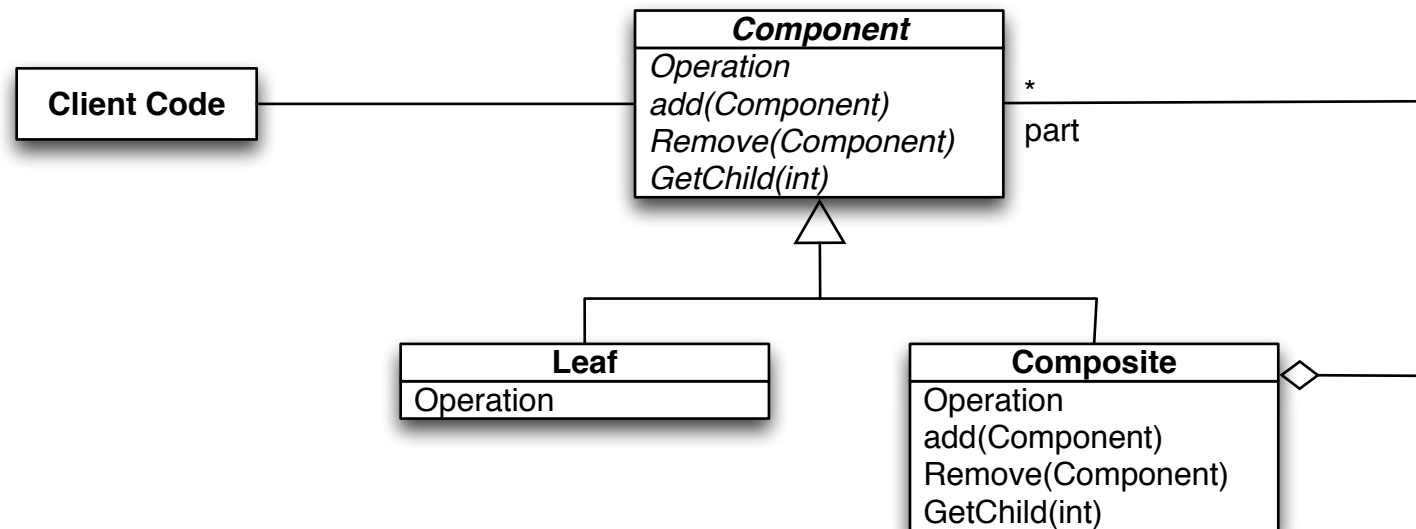 Component
Operation
add(Component)
Remove(Component)
GetChild(int)
Client Code
*
part
Leaf
Operation
Composite
Operation
add(Component)
Remove(Component)
GetChild(int)